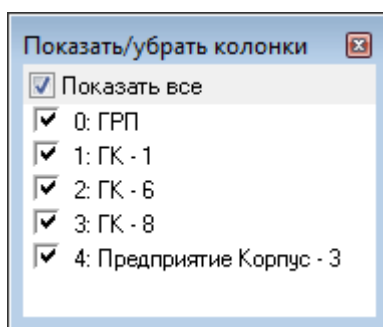 Показать/убрать колонки
Показать все
0: ГРП
1: ГК - 1
2: ГК - 6
3: ГК - 8
4: Предприятие Корпус - 3